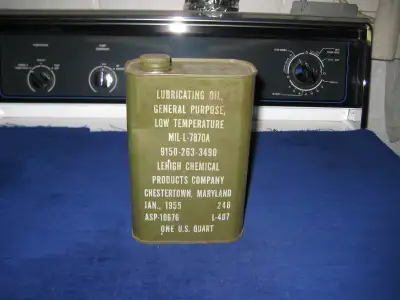 LUBRICATING OIL,
GENERAL PURPOSE,
LOW TEMPERATURE
MIL-L-7870A
9150-263-3490
LEHIGH CHEMICAL
PRODUCTS COMPANY
CHESTERTOWN, MARYLAND
JAN., 1955 246
ASP-10676 L-407
ONE U.S. QUART